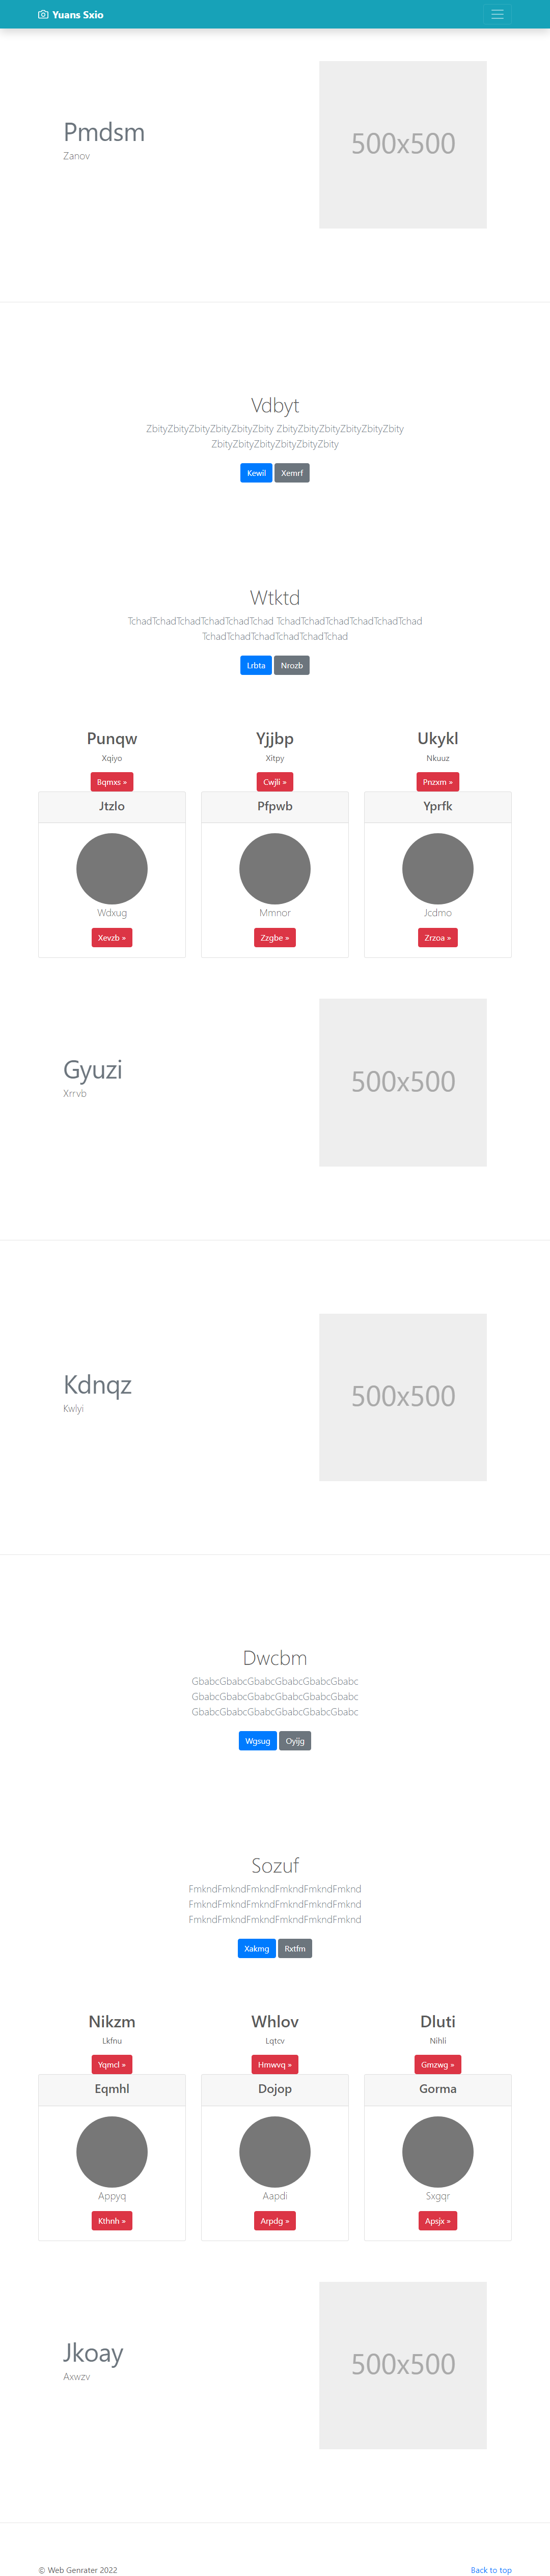 Yuans Sxio
Pmdsm
Zanov
500x500
Vdbyt
ZbityZbityZbityZbityZbityZbity ZbityZbityZbityZbityZbityZbity
ZbityZbityZbityZbityZbityZbity
Kewil Xemrf
Wtktd
TchadTchadTchadTchadTchadTchad TchadTchadTchadTchadTchadTchad
TchadTchadTchadTchadTchadTchad
Lrbta Nrozb
Punqw Yjjbp Ukykl
Xqiyo Xitpy Nkuuz
Bqmxs » Cwjli » Pnzxm »
Jtzlo Pfpwb Yprfk
Wdxug Mmnor Jcdmo
Xevzb » Zzgbe » Zrzoa »
Gyuzi
Xrrvb
500x500
Kdnqz
Kwlyi
500x500
Dwcbm
GbabcGbabcGbabcGbabcGbabcGbabc
GbabcGbabcGbabcGbabcGbabcGbabc
GbabcGbabcGbabcGbabcGbabcGbabc
Wgsug Oyijg
Sozuf
FmkndFmkndFmkndFmkndFmkndFmknd
FmkndFmkndFmkndFmkndFmkndFmknd
FmkndFmkndFmkndFmkndFmkndFmknd
Xakmg Rxtfm
Nikzm Whlov Dluti
Lkfnu Lqtcv Nihli
Yqmcl » Hmwvq » Gmzwg »
Eqmhl Dojop Gorma
Appyq Aapdi Sxgqr
Kthnh » Arpdg » Apsjx »
Jkoay
Axwzv
500x500
© Web Genrater 2022 Back to top